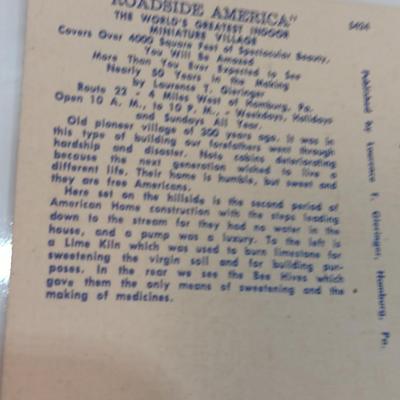 ROADSIDE AMERICA"
THE WORLD'S GREATEST INDOOR
MINIATURE VILLAGE
Covers Over 6000 Square Feet of Spectacular Beauty.
You Will Be Amazed
More Than You Ever Expected to See
Nearly 50 Years in the Making
by Laurence T. Gieringer
Route 22 - 4 Miles West of Hamburg, Pa.
Open 10 A. M., to 10 P. M., - Weekdays, Holidays
and Sundays All Year.
Old pioneer village of 300 years ago. It was in
this type of building our forefathers went through
hardship and disaster. Note cabins deteriorating
because the next generation wished to live a
different life. Their home is humble, but sweet and
they are free Americans.
Here set on the hillside is the second period of
American Home construction with the steps leading
down to the stream for they had no water in the
house, and a pump was a luxury. To the left is
a Lime Kiln which was used to burn limestone for
sweetening the virgin soil and for building pur-
poses. In the rear we see the Bee Hives which
gave them the only means of sweetening and the
making of medicines.
Published by Laurence T. Gieringer, Hamburg, Pa.